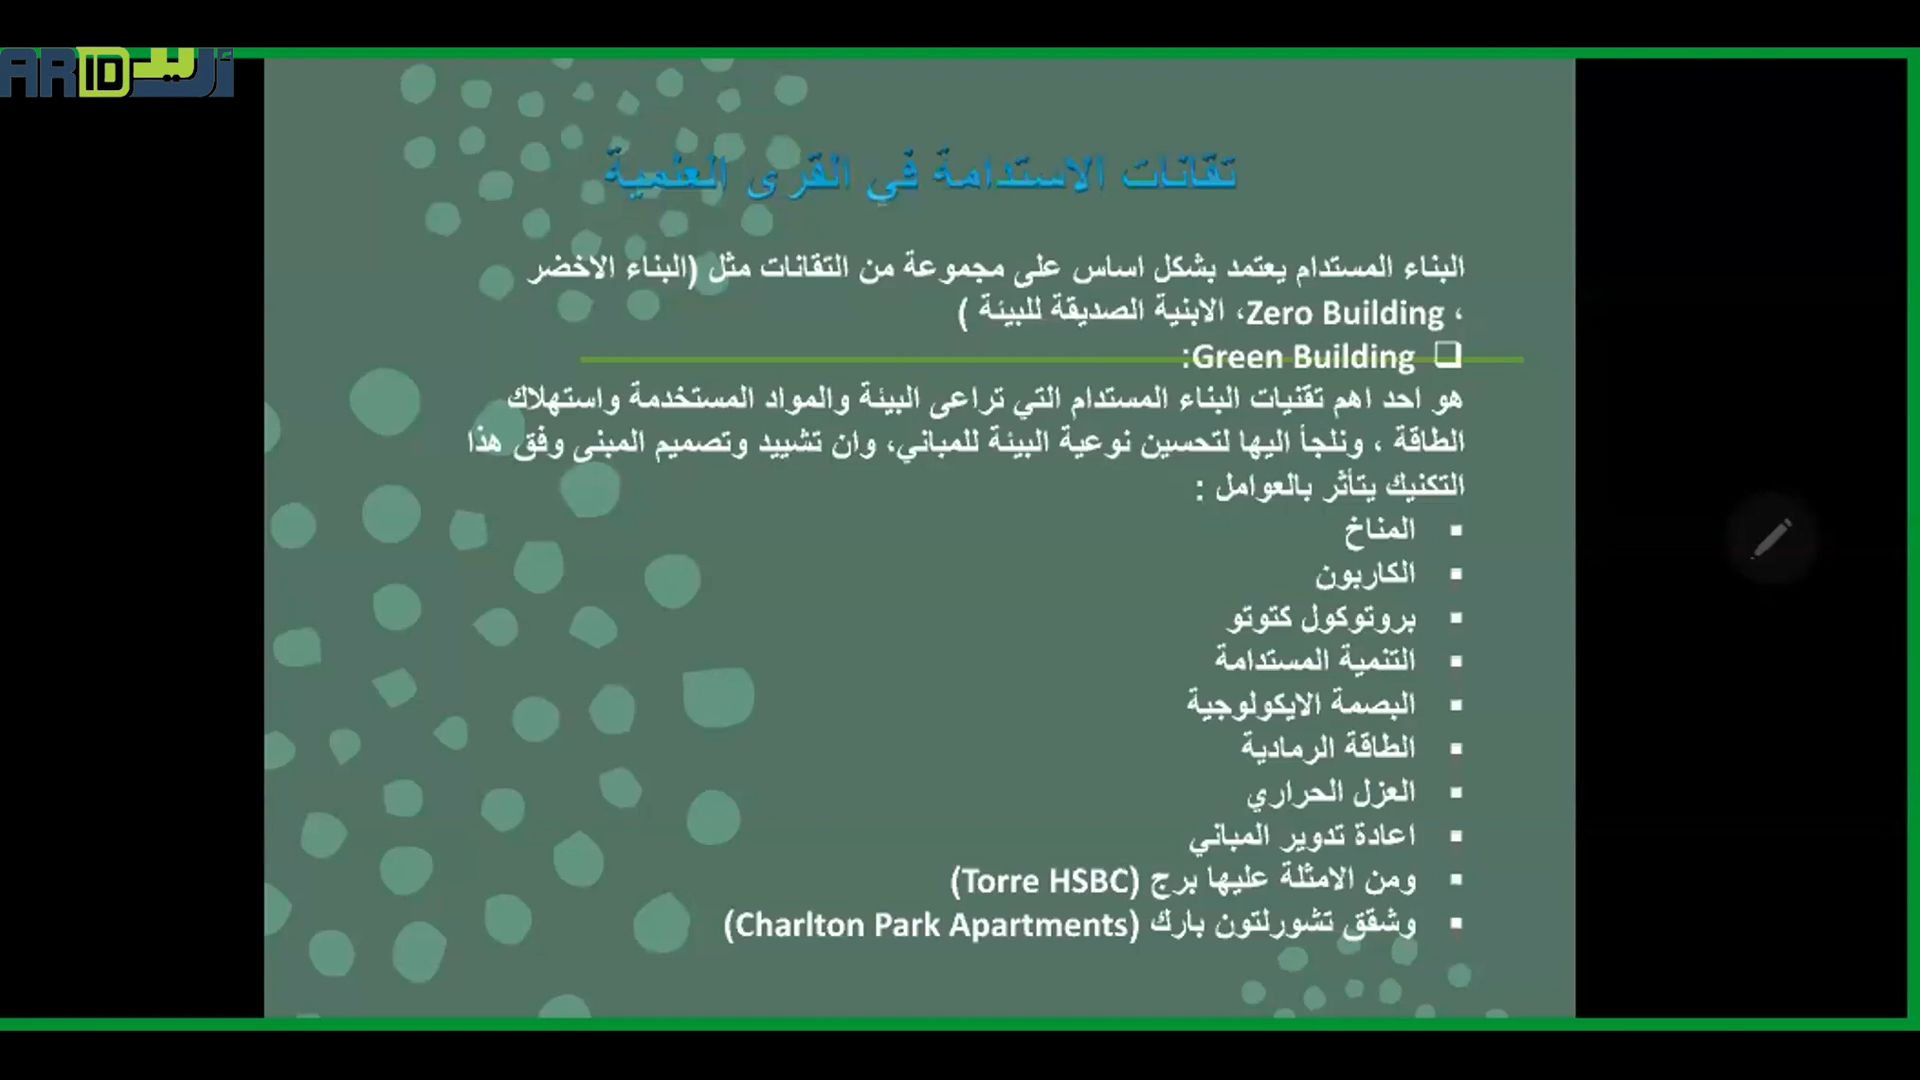 ARID أريد
تقانات الاستدامة في القرى العلمية
البناء المستدام يعتمد بشكل اساس على مجموعة من التقانات مثل (البناء الاخضر
، Zero Building، الابنية الصديقة للبيئة )
❑ Green Building:
هو احد اهم تقنيات البناء المستدام التي تراعى البيئة والمواد المستخدمة واستهلاك
الطاقة ، ونلجأ اليها لتحسين نوعية البيئة للمباني، وان تشييد وتصميم المبنى وفق هذا
التكنيك يتأثر بالعوامل :
▪ المناخ
▪ الكاربون
▪ بروتوكول كتوتو
▪ التنمية المستدامة
▪ البصمة الايكولوجية
▪ الطاقة الرمادية
▪ العزل الحراري
▪ اعادة تدوير المباني
▪ ومن الامثلة عليها برج (Torre HSBC)
▪ وشقق تشورلتون بارك (Charlton Park Apartments)